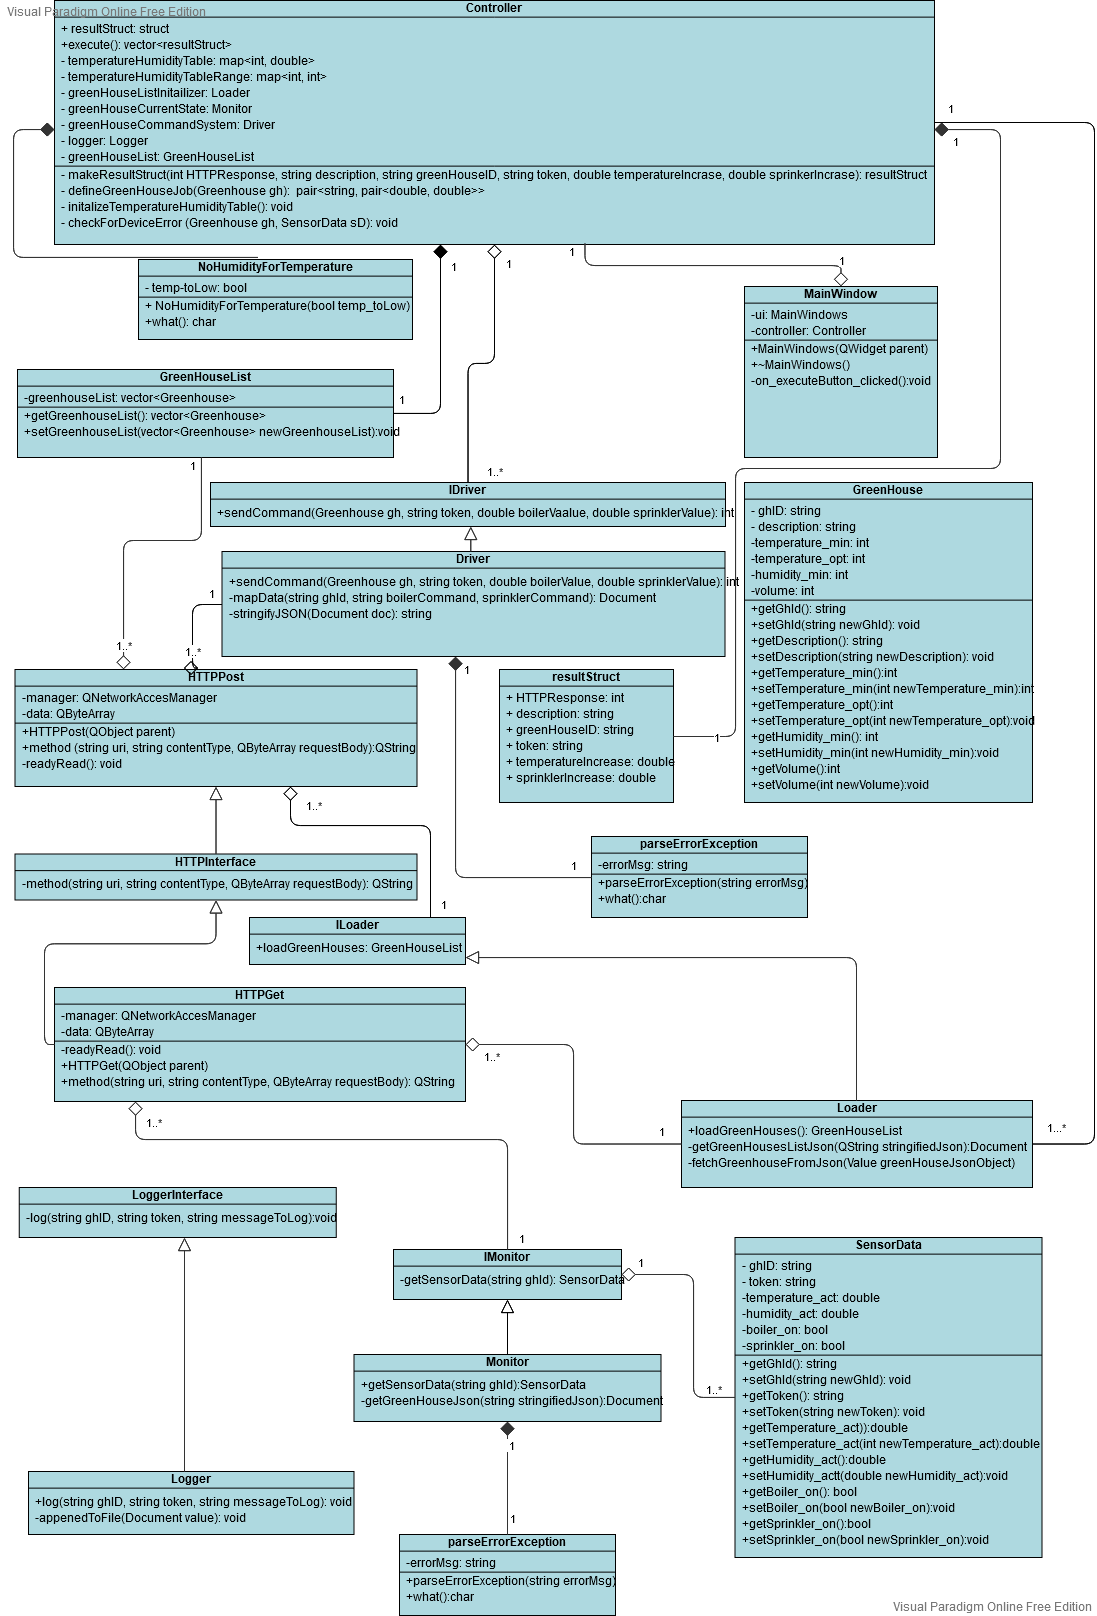 Visual Paradigm Online Free Edition
Controller
+ resultStruct: struct
+execute(): vector<resultStruct>
- temperatureHumidityTable: map<int, double>
- temperatureHumidityTableRange: map<int, int>
- greenHouseListInitailizer: Loader
- greenHouseCurrentState: Monitor
- greenHouseCommandSystem: Driver
- logger: Logger
- greenHouseList: GreenHouseList
- makeResultStruct(int HTTPResponse, string description, string greenHouseID, string token, double temperatureIncrase, double sprinkerIncrase): resultStruct
- defineGreenHouseJob(Greenhouse gh):  pair<string, pair<double, double>>
- initalizeTemperatureHumidityTable(): void
- checkForDeviceError (Greenhouse gh, SensorData sD): void
1
1
1
1
1
1
NoHumidityForTemperature
- temp-toLow: bool
+ NoHumidityForTemperature(bool temp_toLow)
+what(): char
MainWindow
-ui: MainWindows
-controller: Controller
+MainWindows(QWidget parent)
+~MainWindows()
-on_executeButton_clicked():void
GreenHouseList
-greenhouseList: vector<Greenhouse>
+getGreenhouseList(): vector<Greenhouse>
+setGreenhouseList(vector<Greenhouse> newGreenhouseList):void
1
1
1..*
IDriver
+sendCommand(Greenhouse gh, string token, double boilerVaalue, double sprinklerValue): int
GreenHouse
- ghID: string
- description: string
-temperature_min: int
-temperature_opt: int
-humidity_min: int
-volume: int
+getGhId(): string
+setGhId(string newGhId): void
+getDescription(): string
+setDescription(string newDescription): void
+getTemperature_min():int
+setTemperature_min(int newTemperature_min):int
+getTemperature_opt():int
+setTemperature_opt(int newTemperature_opt):void
+getHumidity_min(): int
+setHumidity_min(int newHumidity_min):void
+getVolume():int
+setVolume(int newVolume):void
Driver
+sendCommand(Greenhouse gh, string token, double boilerValue, double sprinklerValue): int
-mapData(string ghId, string boilerCommand, sprinklerCommand): Document
-stringifyJSON(Document doc): string
1
1..*
1..*
1
HTTPPost
-manager: QNetworkAccesManager
-data: QByteArray
+HTTPPost(QObject parent)
+method (string uri, string contentType, QByteArray requestBody):QString
-readyRead(): void
resultStruct
+ HTTPResponse: int
+ description: string
+ greenHouseID: string
+ token: string
+ temperatureIncrease: double
+ sprinklerIncrease: double
1
1..*
HTTPInterface
-method(string uri, string contentType, QByteArray requestBody): QString
parseErrorException
-errorMsg: string
+parseErrorException(string errorMsg)
+what():char
1
1
ILoader
+loadGreenHouses: GreenHouseList
HTTPGet
-manager: QNetworkAccesManager
-data: QByteArray
-readyRead(): void
+HTTPGet(QObject parent)
+method(string uri, string contentType, QByteArray requestBody): QString
1..*
1..*
1
1...*
Loader
+loadGreenHouses(): GreenHouseList
-getGreenHousesListJson(QString stringifiedJson):Document
-fetchGreenhouseFromJson(Value greenHouseJsonObject)
LoggerInterface
-log(string ghID, string token, string messageToLog):void
1
IMonitor
-getSensorData(string ghId): SensorData
1
1..*
SensorData
- ghID: string
- token: string
-temperature_act: double
-humidity_act: double
-boiler_on: bool
-sprinkler_on: bool
+getGhId(): string
+setGhId(string newGhId): void
+getToken(): string
+setToken(string newToken): void
+getTemperature_act)):double
+setTemperature_act(int newTemperature_act):double
+getHumidity_act():double
+setHumidity_actt(double newHumidity_act):void
+getBoiler_on(): bool
+setBoiler_on(bool newBoiler_on):void
+getSprinkler_on():bool
+setSprinkler_on(bool newSprinkler_on):void
Monitor
+getSensorData(string ghId):SensorData
-getGreenHouseJson(string stringifiedJson):Document
1
1
Logger
+log(string ghID, string token, string messageToLog): void
-appenedToFile(Document value): void
parseErrorException
-errorMsg: string
+parseErrorException(string errorMsg)
+what():char
Visual Paradigm Online Free Edition